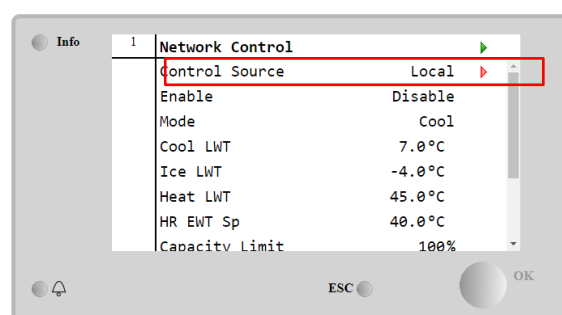 Info
1 Network Control
Control Source Local
Enable Disable
Mode Cool
Cool LWT 7.0°C
Ice LWT -4.0°C
Heat LWT 45.0°C
HR EWT Sp 40.0°C
Capacity Limit 100%
ESC OK